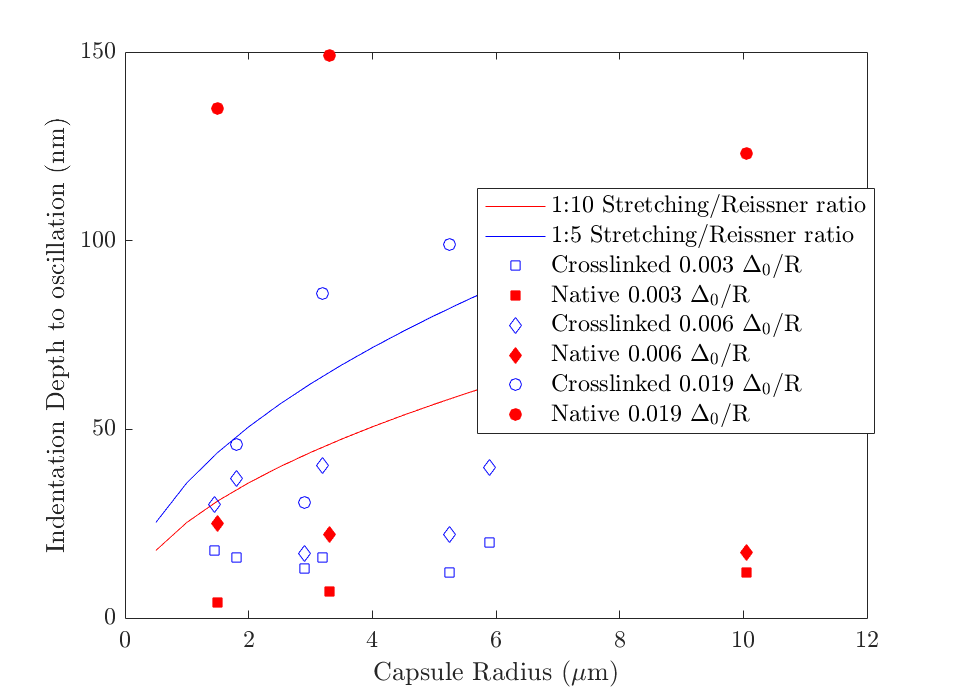 150
100
50
0
Indentation Depth to oscillation (nm)
1:10 Stretching/Reissner ratio
1:5 Stretching/Reissner ratio
Crosslinked 0.003 Δ₀/R
Native 0.003 Δ₀/R
Crosslinked 0.006 Δ₀/R
Native 0.006 Δ₀/R
Crosslinked 0.019 Δ₀/R
Native 0.019 Δ₀/R
0 2 4 6 8 10 12
Capsule Radius (μm)